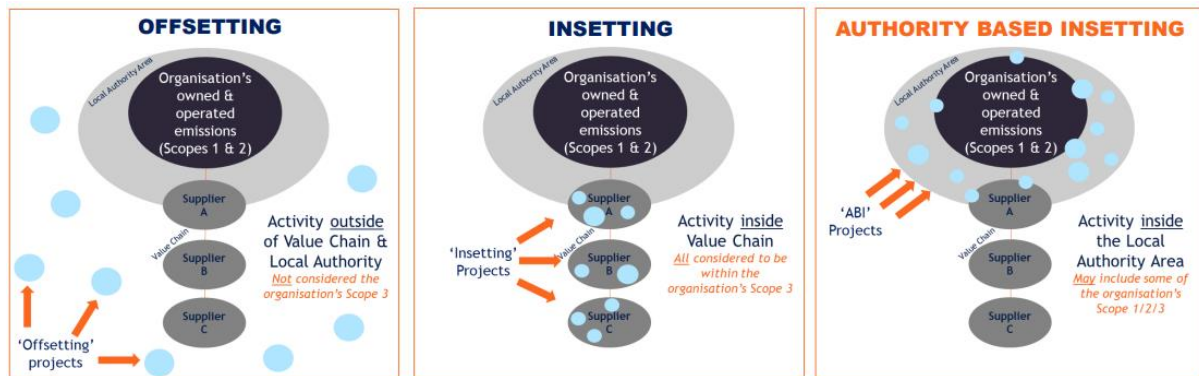 OFFSETTING
Local Authority Area
Organisation's
owned &
operated
emissions
(Scopes 1 & 2)
Supplier
A
Value Chain
Supplier
B
Supplier
C
Activity outside
of Value Chain &
Local Authority
Not considered the
organisation's Scope 3
'Offsetting'
projects
INSETTING
Local Authority Area
Organisation's
owned &
operated
emissions
(Scopes 1 & 2)
Supplier
A
Value Chain
Supplier
B
Supplier
C
'Insetting'
Projects
Activity inside
Value Chain
All considered to be
within the
organisation's Scope 3
AUTHORITY BASED INSETTING
Local Authority Area
Organisation's
owned &
operated
emissions
(Scopes 1 & 2)
Supplier
A
Value Chain
Supplier
B
Supplier
C
'ABI'
Projects
Activity inside
the Local
Authority Area
May include some of
the organisation's
Scope 1/2/3